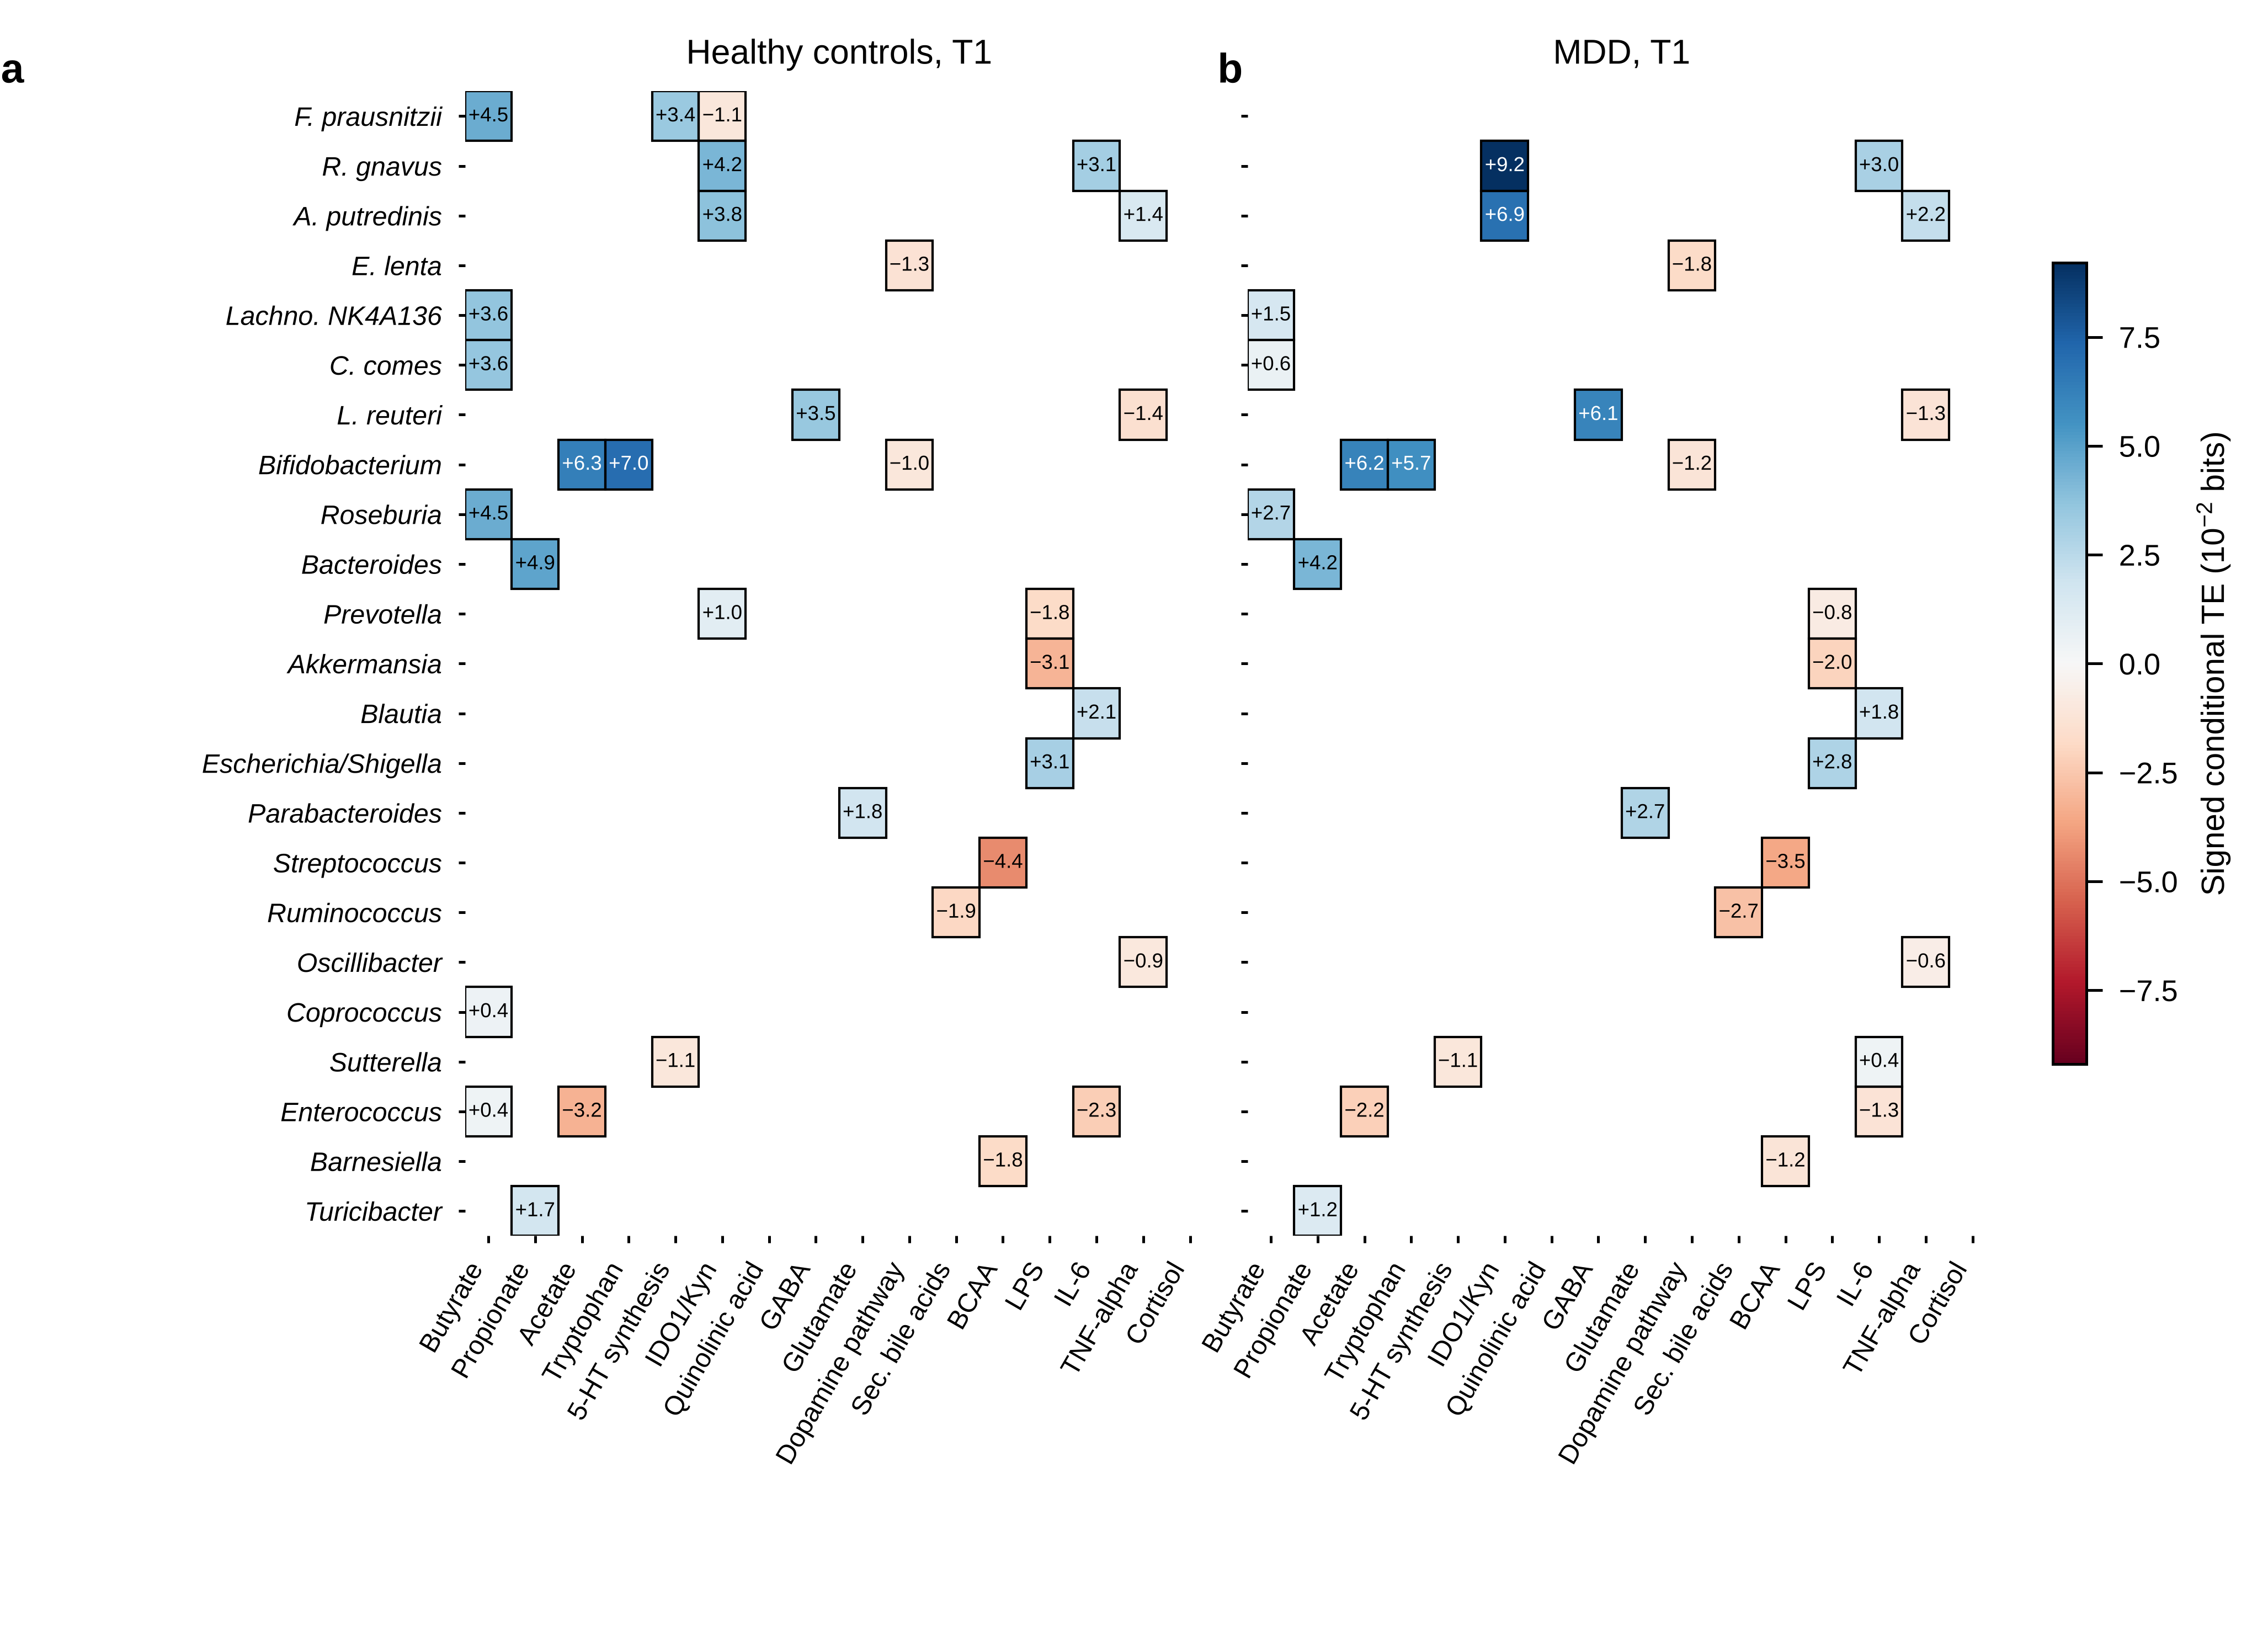 a
Healthy controls, T1
b
MDD, T1
F. prausnitzii +4.5 +3.4 −1.1
R. gnavus +4.2 +3.1 +9.2 +3.0
A. putredinis +3.8 +1.4 +6.9 +2.2
E. lenta −1.3 −1.8
Lachno. NK4A136 +3.6 +1.5
C. comes +3.6 +0.6
L. reuteri +3.5 −1.4 +6.1 −1.3
Bifidobacterium +6.3 +7.0 −1.0 +6.2 +5.7 −1.2
Roseburia +4.5 +2.7
Bacteroides +4.9 +4.2
Prevotella +1.0 −1.8 −0.8
Akkermansia −3.1 −2.0
Blautia +2.1 +1.8
Escherichia/Shigella +3.1 +2.8
Parabacteroides +1.8 +2.7
Streptococcus −4.4 −3.5
Ruminococcus −1.9 −2.7
Oscillibacter −0.9 −0.6
Coprococcus +0.4
Sutterella −1.1 −1.1 +0.4
Enterococcus +0.4 −3.2 −2.3 −2.2 −1.3
Barnesiella −1.8 −1.2
Turicibacter +1.7 +1.2
Butyrate
Propionate
Acetate
Tryptophan
5-HT synthesis
IDO1/Kyn
Quinolinic acid
GABA
Glutamate
Dopamine pathway
Sec. bile acids
BCAA
LPS
IL-6
TNF-alpha
Cortisol
Butyrate
Propionate
Acetate
Tryptophan
5-HT synthesis
IDO1/Kyn
Quinolinic acid
GABA
Glutamate
Dopamine pathway
Sec. bile acids
BCAA
LPS
IL-6
TNF-alpha
Cortisol
7.5
5.0
2.5
0.0
−2.5
−5.0
−7.5
Signed conditional TE (10⁻² bits)